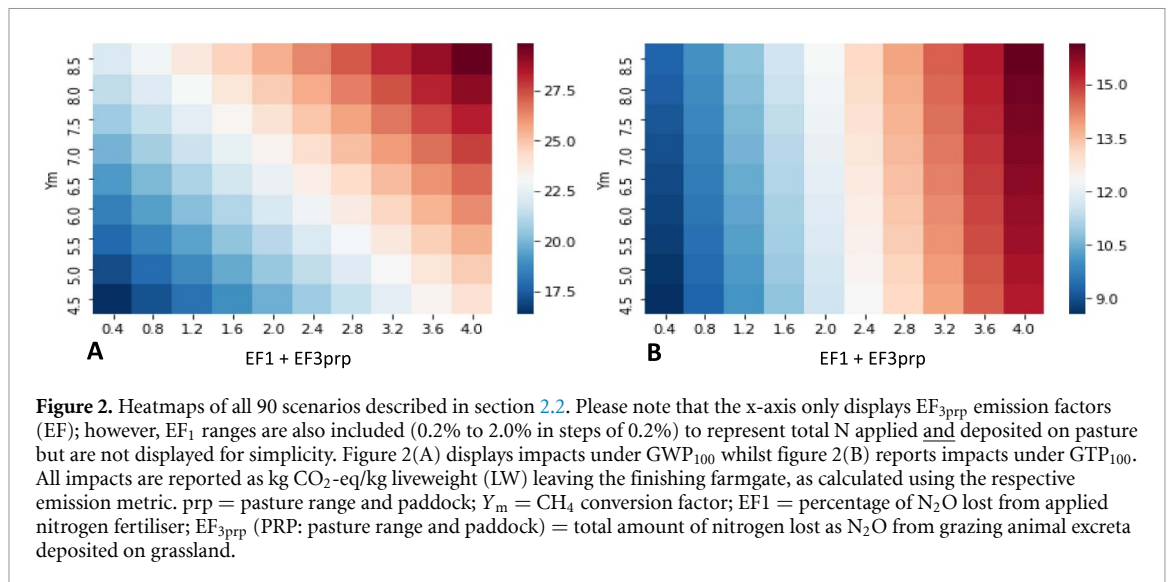 8.5
8.0
7.5
7.0
6.5
6.0
5.5
5.0
4.5
Ym
0.4 0.8 1.2 1.6 2.0 2.4 2.8 3.2 3.6 4.0
27.5
25.0
22.5
20.0
17.5
A
EF1 + EF3prp
8.5
8.0
7.5
7.0
6.5
6.0
5.5
5.0
4.5
Ym
0.4 0.8 1.2 1.6 2.0 2.4 2.8 3.2 3.6 4.0
15.0
13.5
12.0
10.5
9.0
B
EF1 + EF3prp
Figure 2. Heatmaps of all 90 scenarios described in section 2.2. Please note that the x-axis only displays EF3prp emission factors
(EF); however, EF1 ranges are also included (0.2% to 2.0% in steps of 0.2%) to represent total N applied and deposited on pasture
but are not displayed for simplicity. Figure 2(A) displays impacts under GWP100 whilst figure 2(B) reports impacts under GTP100.
All impacts are reported as kg CO2-eq/kg liveweight (LW) leaving the finishing farmgate, as calculated using the respective
emission metric. prp = pasture range and paddock; Ym = CH4 conversion factor; EF1 = percentage of N2O lost from applied
nitrogen fertiliser; EF3prp (PRP: pasture range and paddock) = total amount of nitrogen lost as N2O from grazing animal excreta
deposited on grassland.